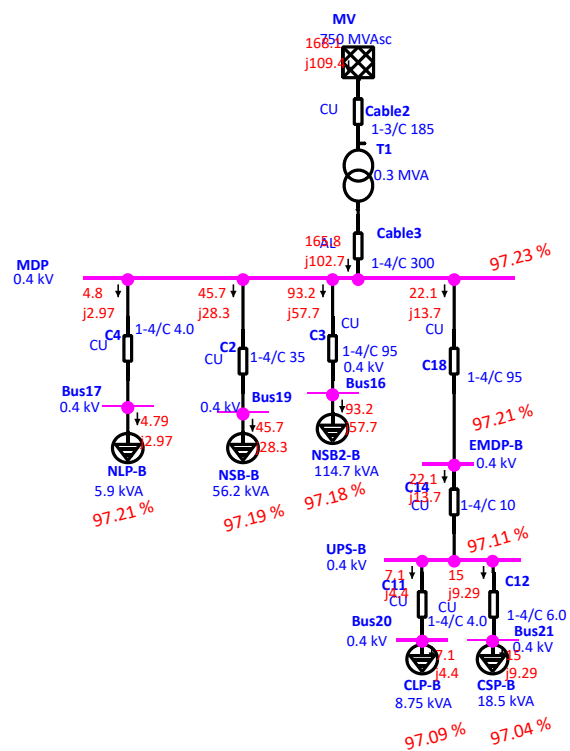 MV
750 MVAsc
168.1
j109.4
CU
Cable2
1-3/C 185
T1
0.3 MVA
AL
165.8
j102.7
Cable3
1-4/C 300
97.23 %
MDP
0.4 kV
4.8
j2.97
C4
CU
1-4/C 4.0
45.7
j28.3
C2
CU
1-4/C 35
93.2
j57.7
CU
C3
1-4/C 95
0.4 kV
22.1
j13.7
CU
C18
1-4/C 95
Bus17
0.4 kV
Bus19
0.4 kV
Bus16
97.21 %
4.79
j2.97
45.7
j28.3
93.2
j57.7
NLP-B
5.9 kVA
97.21 %
NSB-B
56.2 kVA
97.19 %
NSB2-B
114.7 kVA
97.18 %
EMDP-B
0.4 kV
22.1
j13.7
C14
CU
1-4/C 10
97.11 %
UPS-B
0.4 kV
7.1
j4.4
C11
CU
1-4/C 4.0
15
j9.29
C12
CU
1-4/C 6.0
Bus20
0.4 kV
Bus21
0.4 kV
7.1
j4.4
15
j9.29
CLP-B
8.75 kVA
97.09 %
CSP-B
18.5 kVA
97.04 %